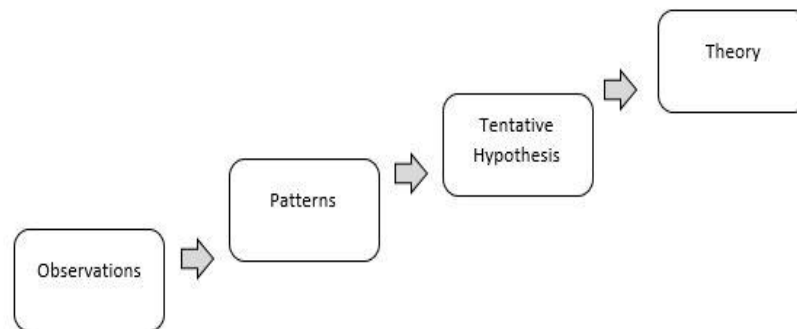 Observations
Patterns
Tentative
Hypothesis
Theory